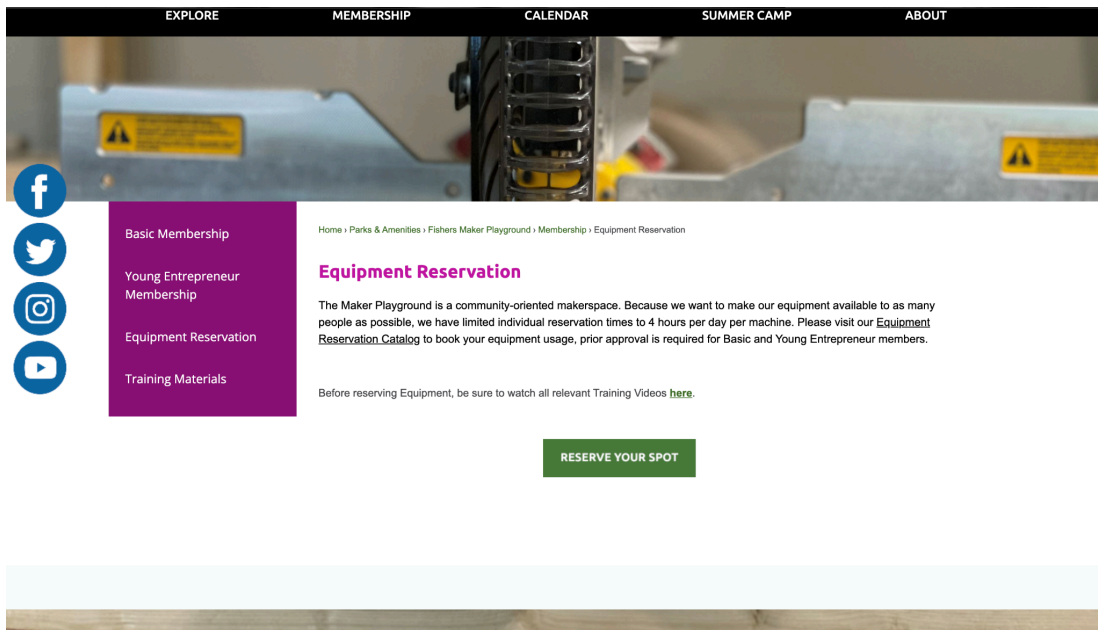 EXPLORE MEMBERSHIP CALENDAR SUMMER CAMP ABOUT
Basic Membership
Young Entrepreneur
Membership
Equipment Reservation
Training Materials
Home › Parks & Amenities › Fishers Maker Playground › Membership › Equipment Reservation
Equipment Reservation
The Maker Playground is a community-oriented makerspace. Because we want to make our equipment available to as many
people as possible, we have limited individual reservation times to 4 hours per day per machine. Please visit our Equipment
Reservation Catalog to book your equipment usage, prior approval is required for Basic and Young Entrepreneur members.
Before reserving Equipment, be sure to watch all relevant Training Videos here.
RESERVE YOUR SPOT